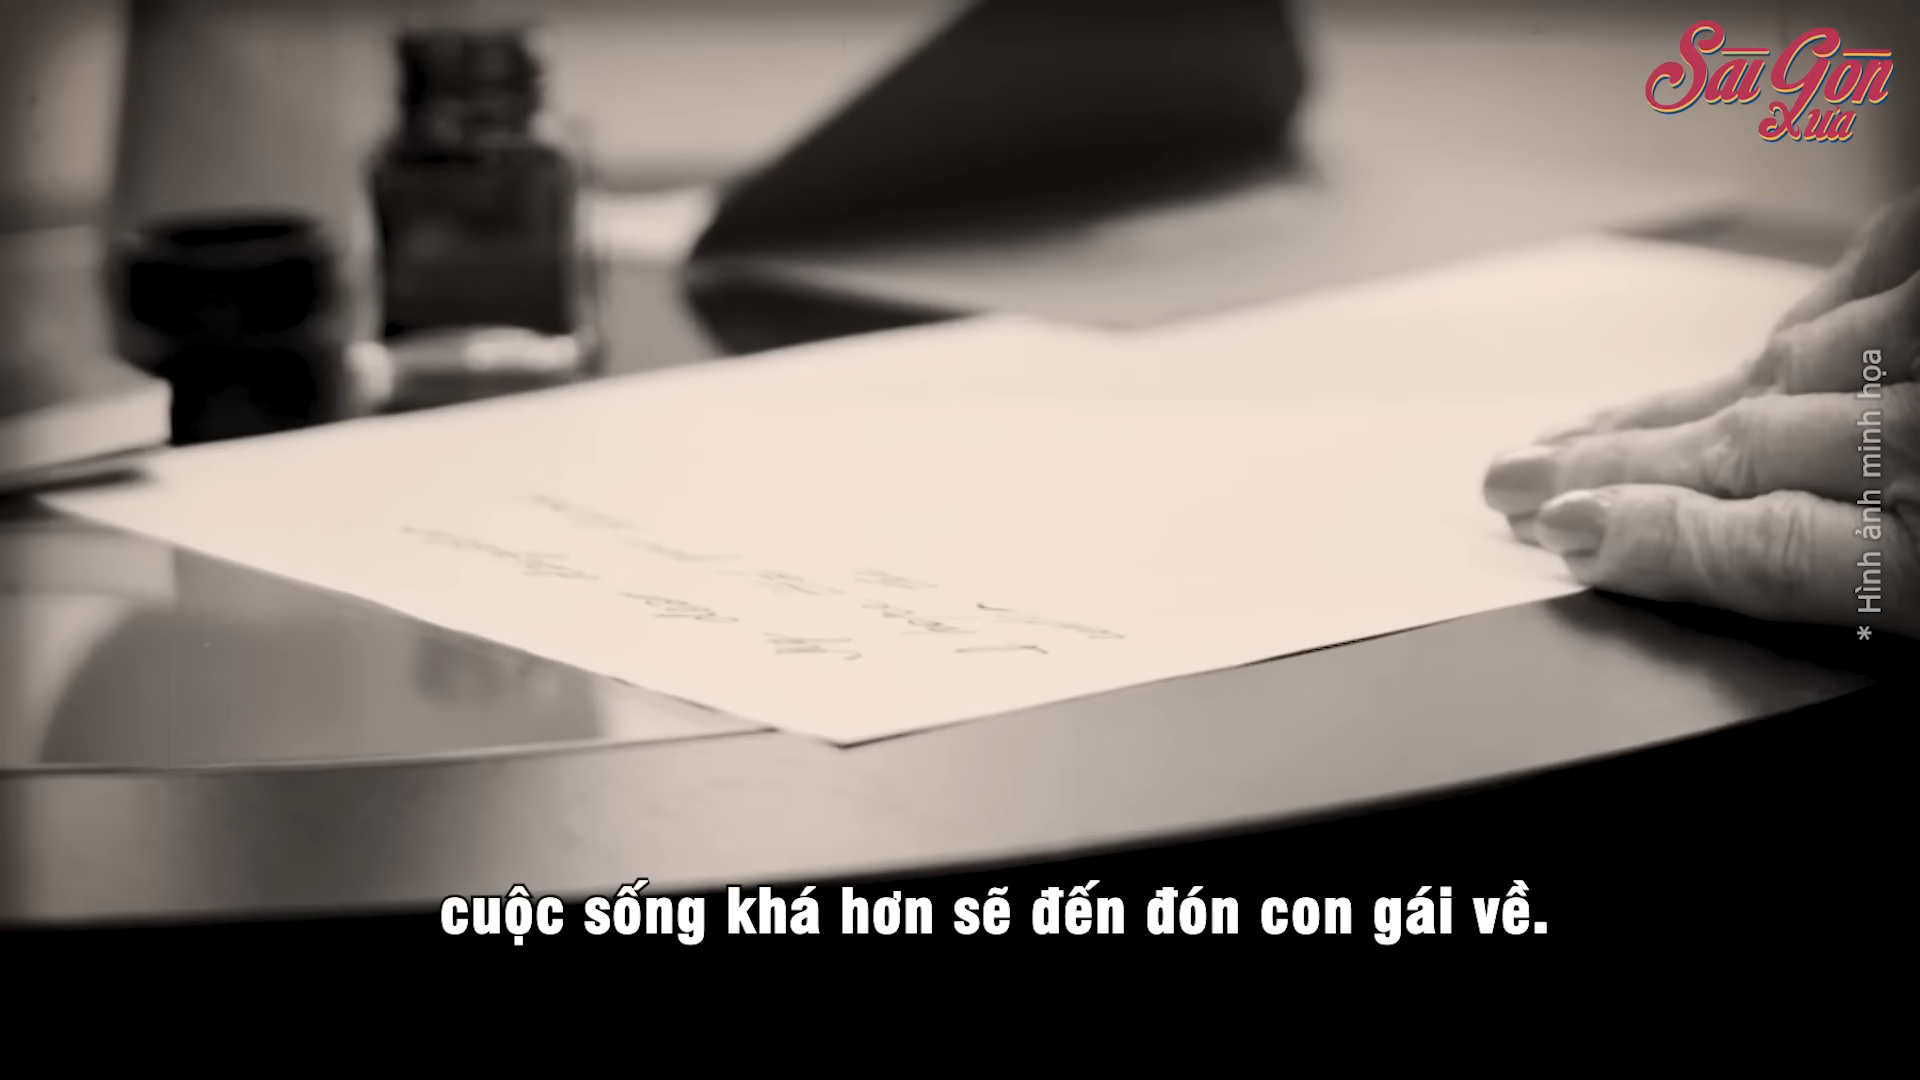 Sài Gòn
Xưa
* Hình ảnh minh họa
cuộc sống khá hơn sẽ đến đón con gái về.